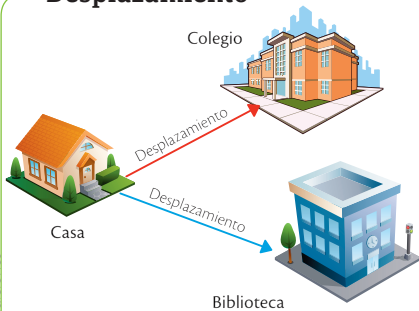 Desplazamiento
Colegio
Desplazamiento
Desplazamiento
Casa
Biblioteca